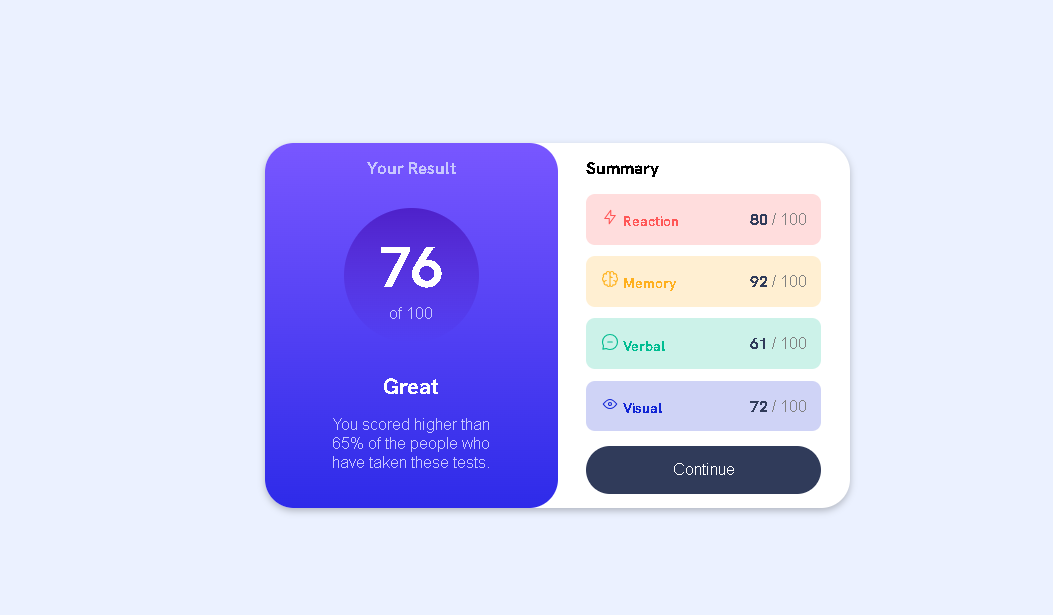 Your Result
76
of 100
Great
You scored higher than
65% of the people who
have taken these tests.
Summary
Reaction 80 / 100
Memory 92 / 100
Verbal 61 / 100
Visual 72 / 100
Continue